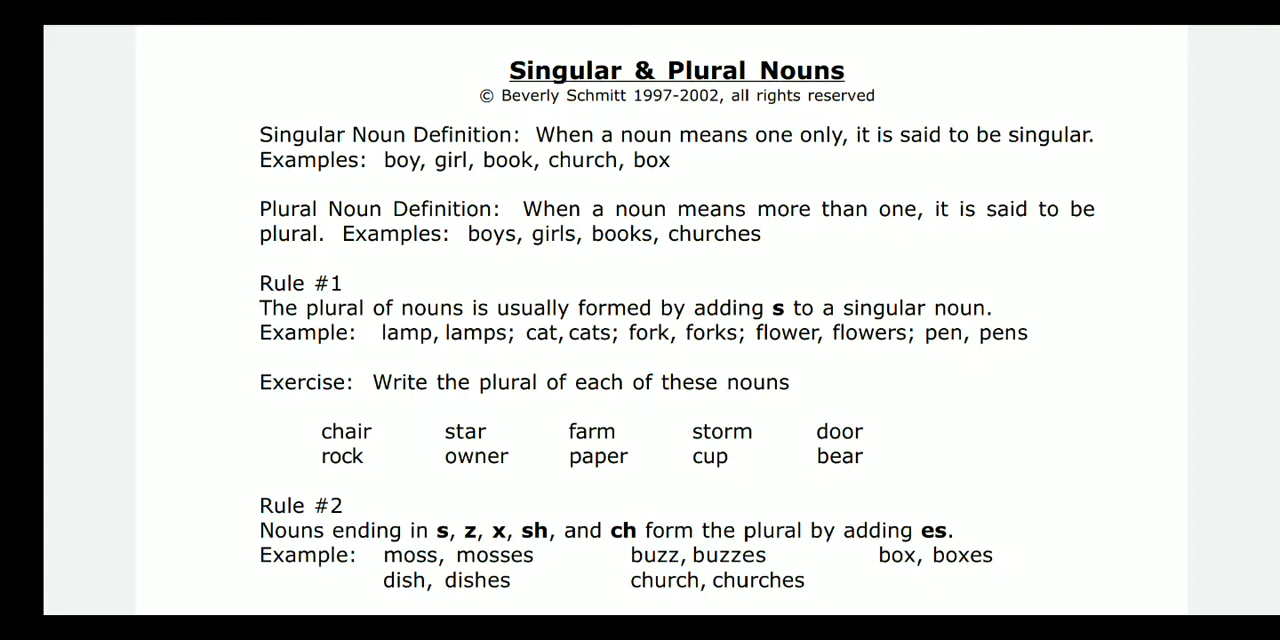 Singular & Plural Nouns
© Beverly Schmitt 1997-2002, all rights reserved
Singular Noun Definition: When a noun means one only, it is said to be singular.
Examples: boy, girl, book, church, box
Plural Noun Definition: When a noun means more than one, it is said to be
plural. Examples: boys, girls, books, churches
Rule #1
The plural of nouns is usually formed by adding s to a singular noun.
Example: lamp, lamps; cat, cats; fork, forks; flower, flowers; pen, pens
Exercise: Write the plural of each of these nouns
chair star farm storm door
rock owner paper cup bear
Rule #2
Nouns ending in s, z, x, sh, and ch form the plural by adding es.
Example: moss, mosses buzz, buzzes box, boxes
dish, dishes church, churches